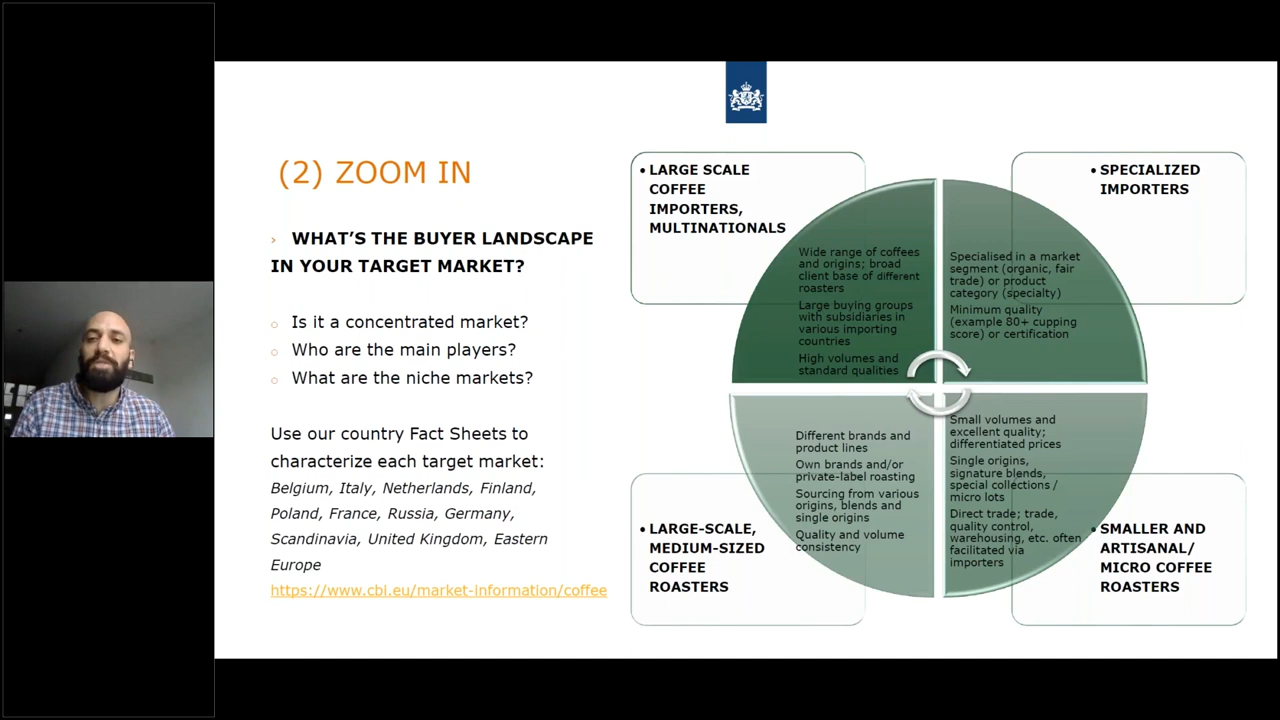 (2) ZOOM IN
› WHAT’S THE BUYER LANDSCAPE
IN YOUR TARGET MARKET?
o Is it a concentrated market?
o Who are the main players?
o What are the niche markets?
Use our country Fact Sheets to
characterize each target market:
Belgium, Italy, Netherlands, Finland,
Poland, France, Russia, Germany,
Scandinavia, United Kingdom, Eastern
Europe
https://www.cbi.eu/market-information/coffee
• LARGE SCALE
COFFEE
IMPORTERS,
MULTINATIONALS
Wide range of coffees
and origins; broad
client base of different
roasters
Large buying groups
with subsidiaries in
various importing
countries
High volumes and
standard qualities
• SPECIALIZED
IMPORTERS
Specialised in a market
segment (organic, fair
trade) or product
category (specialty)
Minimum quality
(example 80+ cupping
score) or certification
• LARGE-SCALE,
MEDIUM-SIZED
COFFEE
ROASTERS
Different brands and
product lines
Own brands and/or
private-label roasting
Sourcing from various
origins, blends and
single origins
Quality and volume
consistency
Small volumes and
excellent quality;
differentiated prices
Single origins,
signature blends,
special collections /
micro lots
Direct trade; trade,
quality control,
warehousing, etc. often
facilitated via
importers
• SMALLER AND
ARTISANAL/
MICRO COFFEE
ROASTERS